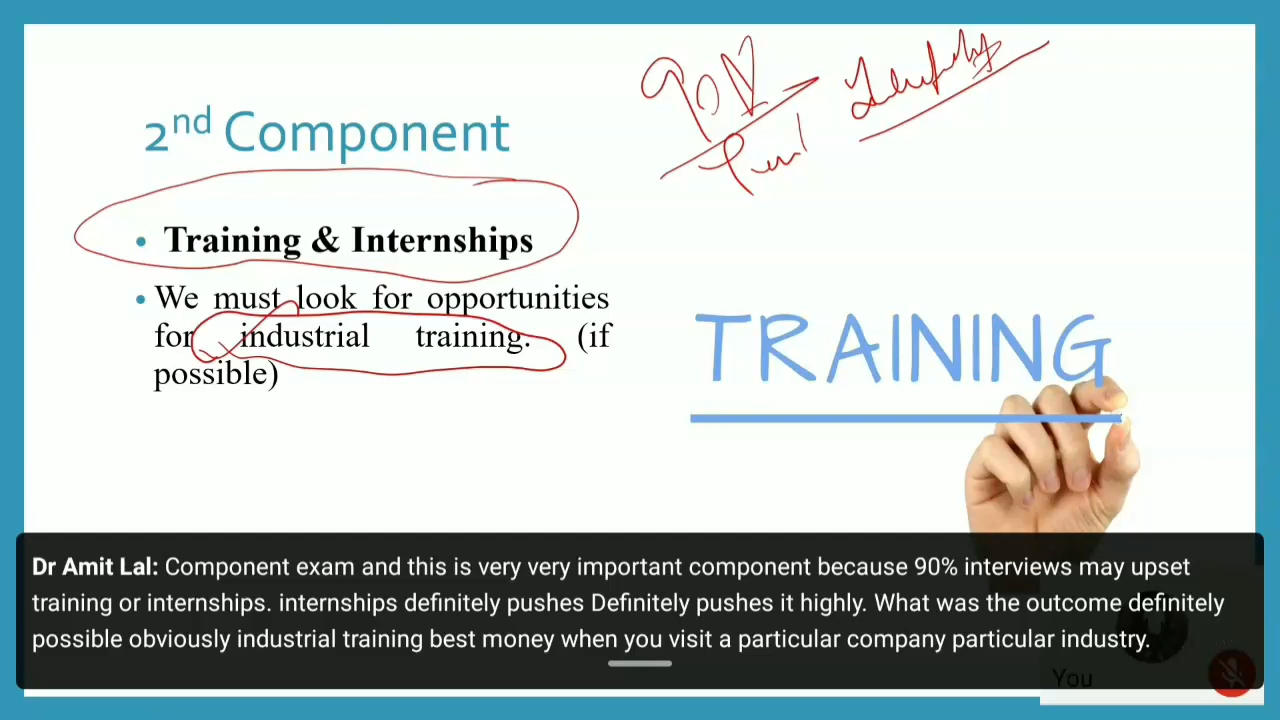 2nd Component
• Training & Internships
• We must look for opportunities
for industrial training. (if
possible)
TRAINING
Dr Amit Lal: Component exam and this is very very important component because 90% interviews may upset
training or internships. internships definitely pushes Definitely pushes it highly. What was the outcome definitely
possible obviously industrial training best money when you visit a particular company particular industry.
You